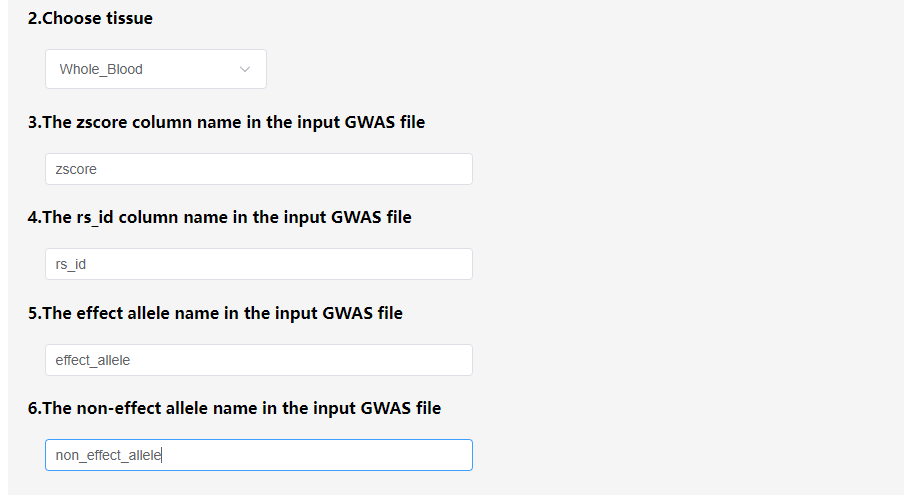 2.Choose tissue
Whole_Blood
3.The zscore column name in the input GWAS file
zscore
4.The rs_id column name in the input GWAS file
rs_id
5.The effect allele name in the input GWAS file
effect_allele
6.The non-effect allele name in the input GWAS file
non_effect_allele